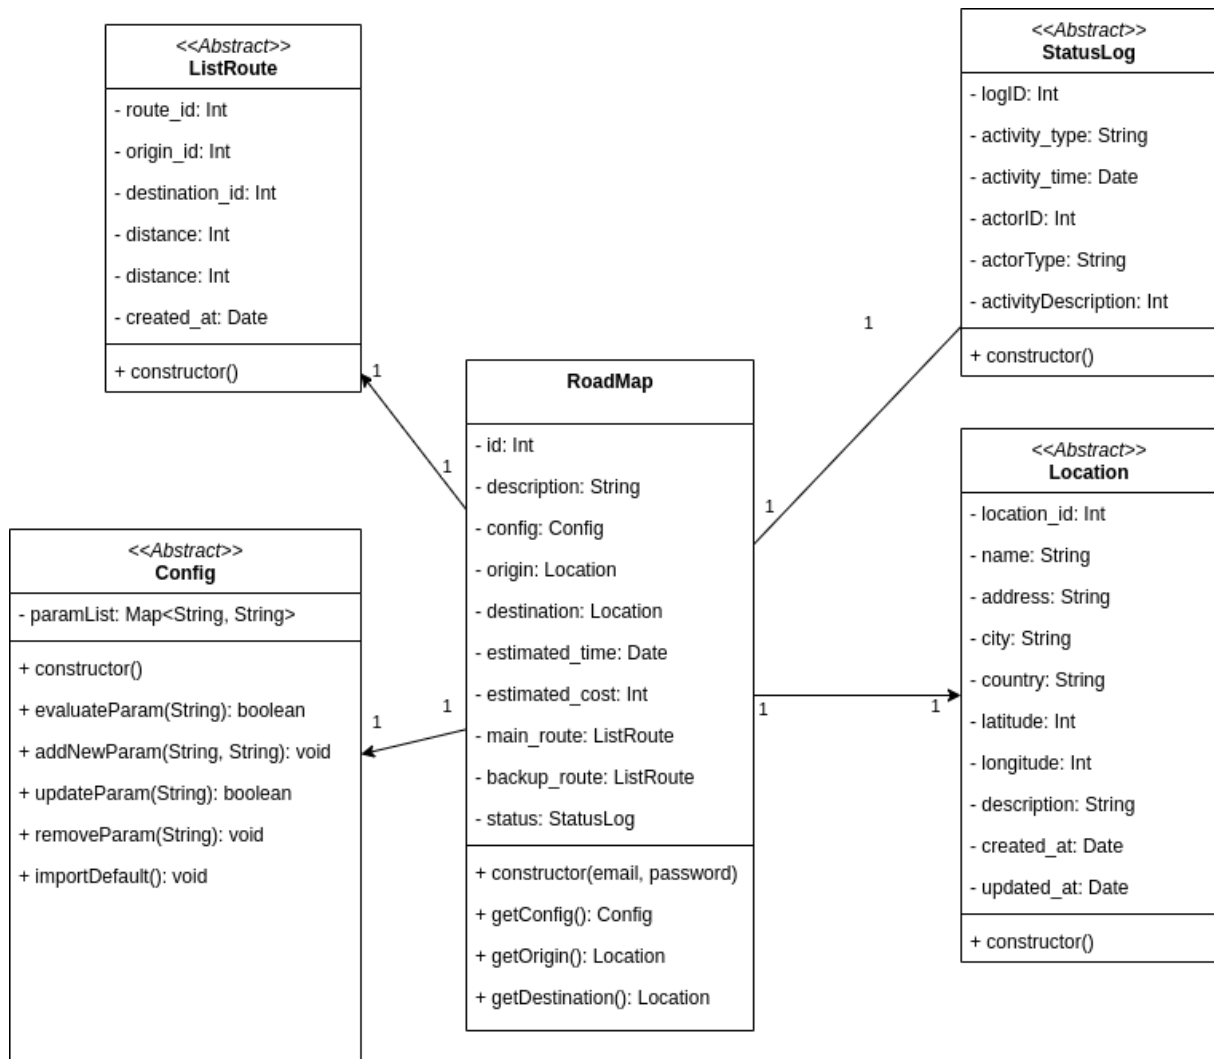 <<Abstract>>
ListRoute
- route_id: Int
- origin_id: Int
- destination_id: Int
- distance: Int
- distance: Int
- created_at: Date
+ constructor()
<<Abstract>>
StatusLog
- logID: Int
- activity_type: String
- activity_time: Date
- actorID: Int
- actorType: String
- activityDescription: Int
+ constructor()
1
1
1
1
RoadMap
- id: Int
- description: String
- config: Config
- origin: Location
- destination: Location
- estimated_time: Date
- estimated_cost: Int
- main_route: ListRoute
- backup_route: ListRoute
- status: StatusLog
+ constructor(email, password)
+ getConfig(): Config
+ getOrigin(): Location
+ getDestination(): Location
<<Abstract>>
Config
- paramList: Map<String, String>
+ constructor()
+ evaluateParam(String): boolean
+ addNewParam(String, String): void
+ updateParam(String): boolean
+ removeParam(String): void
+ importDefault(): void
1
1
1
1
<<Abstract>>
Location
- location_id: Int
- name: String
- address: String
- city: String
- country: String
- latitude: Int
- longitude: Int
- description: String
- created_at: Date
- updated_at: Date
+ constructor()